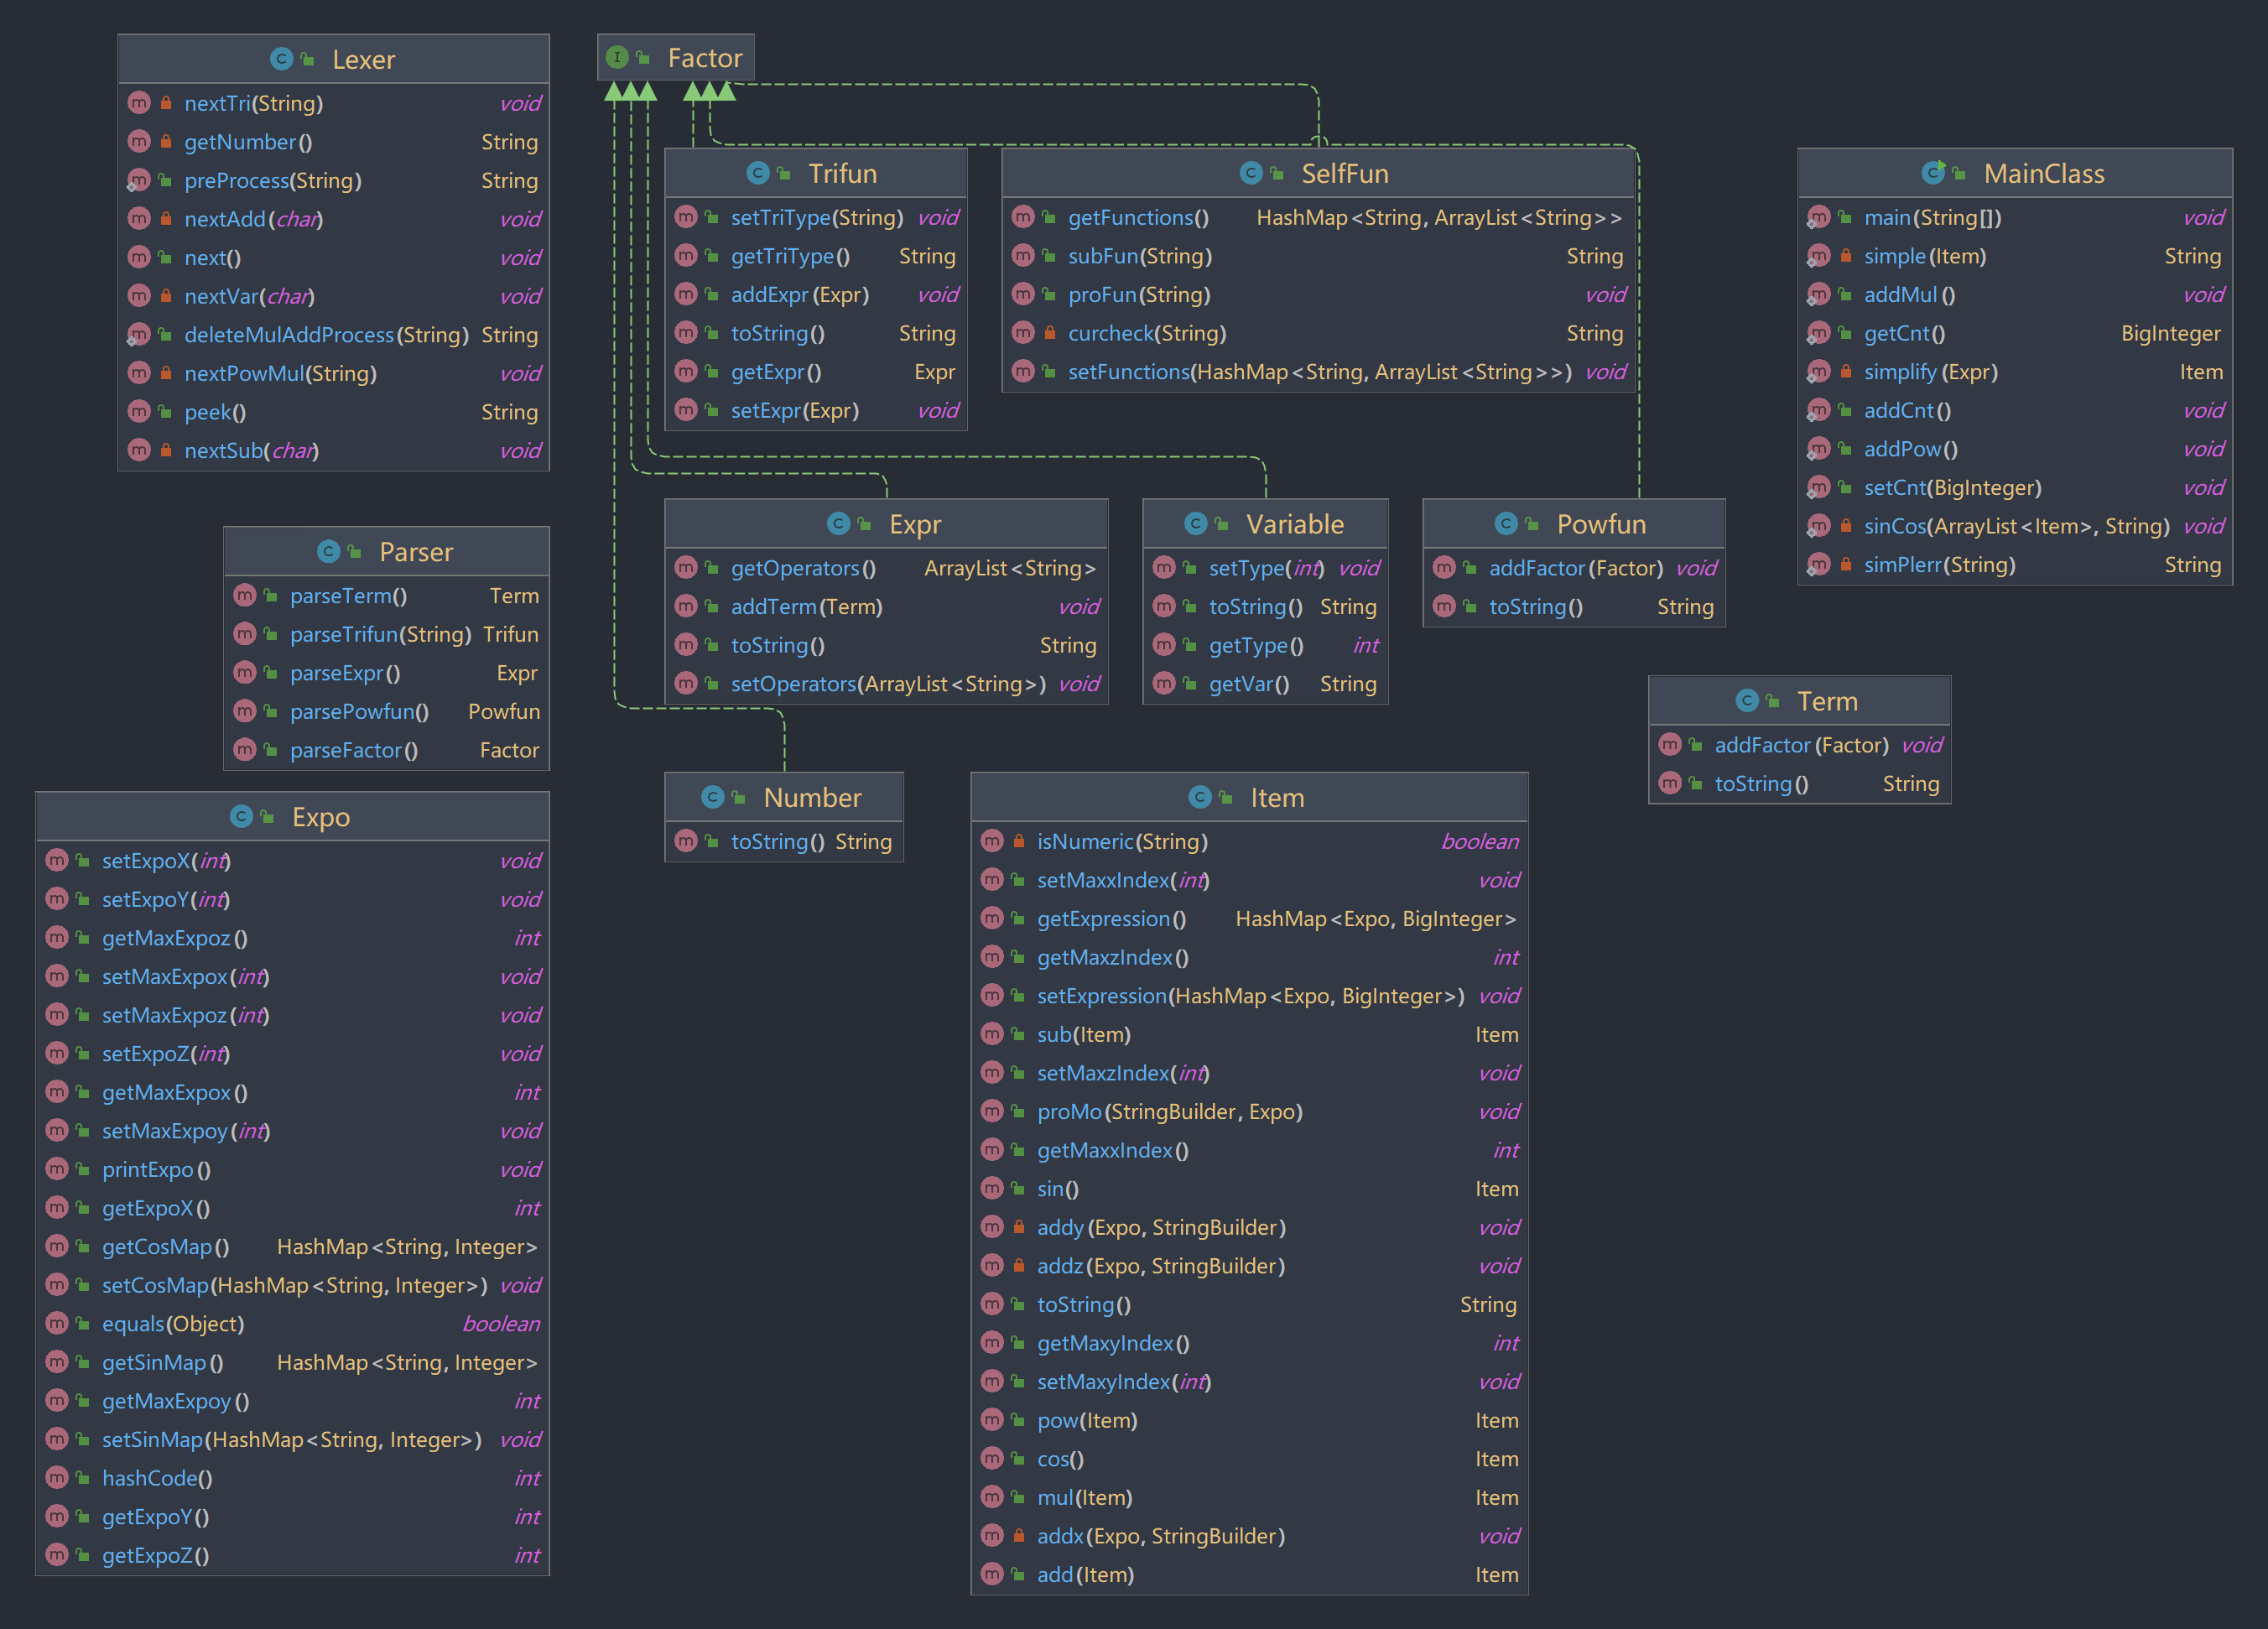 Lexer
nextTri(String) void
getNumber() String
preProcess(String) String
nextAdd(char) void
next() void
nextVar(char) void
deleteMulAddProcess(String) String
nextPowMul(String) void
peek() String
nextSub(char) void
Factor
Trifun
setTriType(String) void
getTriType() String
addExpr(Expr) void
toString() String
getExpr() Expr
setExpr(Expr) void
SelfFun
getFunctions() HashMap<String, ArrayList<String>>
subFun(String) String
proFun(String) void
curcheck(String) String
setFunctions(HashMap<String, ArrayList<String>>) void
MainClass
main(String[]) void
simple(Item) String
addMul() void
getCnt() BigInteger
simplify(Expr) Item
addCnt() void
addPow() void
setCnt(BigInteger) void
sinCos(ArrayList<Item>, String) void
simPlerr(String) String
Parser
parseTerm() Term
parseTrifun(String) Trifun
parseExpr() Expr
parsePowfun() Powfun
parseFactor() Factor
Expr
getOperators() ArrayList<String>
addTerm(Term) void
toString() String
setOperators(ArrayList<String>) void
Variable
setType(int) void
toString() String
getType() int
getVar() String
Powfun
addFactor(Factor) void
toString() String
Term
addFactor(Factor) void
toString() String
Expo
setExpoX(int) void
setExpoY(int) void
getMaxExpoz() int
setMaxExpox(int) void
setMaxExpoz(int) void
setExpoZ(int) void
getMaxExpox() int
setMaxExpoy(int) void
printExpo() void
getExpoX() int
getCosMap() HashMap<String, Integer>
setCosMap(HashMap<String, Integer>) void
equals(Object) boolean
getSinMap() HashMap<String, Integer>
getMaxExpoy() int
setSinMap(HashMap<String, Integer>) void
hashCode() int
getExpoY() int
getExpoZ() int
Number
toString() String
Item
isNumeric(String) boolean
setMaxxIndex(int) void
getExpression() HashMap<Expo, BigInteger>
getMaxzIndex() int
setExpression(HashMap<Expo, BigInteger>) void
sub(Item) Item
setMaxzIndex(int) void
proMo(StringBuilder, Expo) void
getMaxxIndex() int
sin() Item
addy(Expo, StringBuilder) void
addz(Expo, StringBuilder) void
toString() String
getMaxyIndex() int
setMaxyIndex(int) void
pow(Item) Item
cos() Item
mul(Item) Item
addx(Expo, StringBuilder) void
add(Item) Item